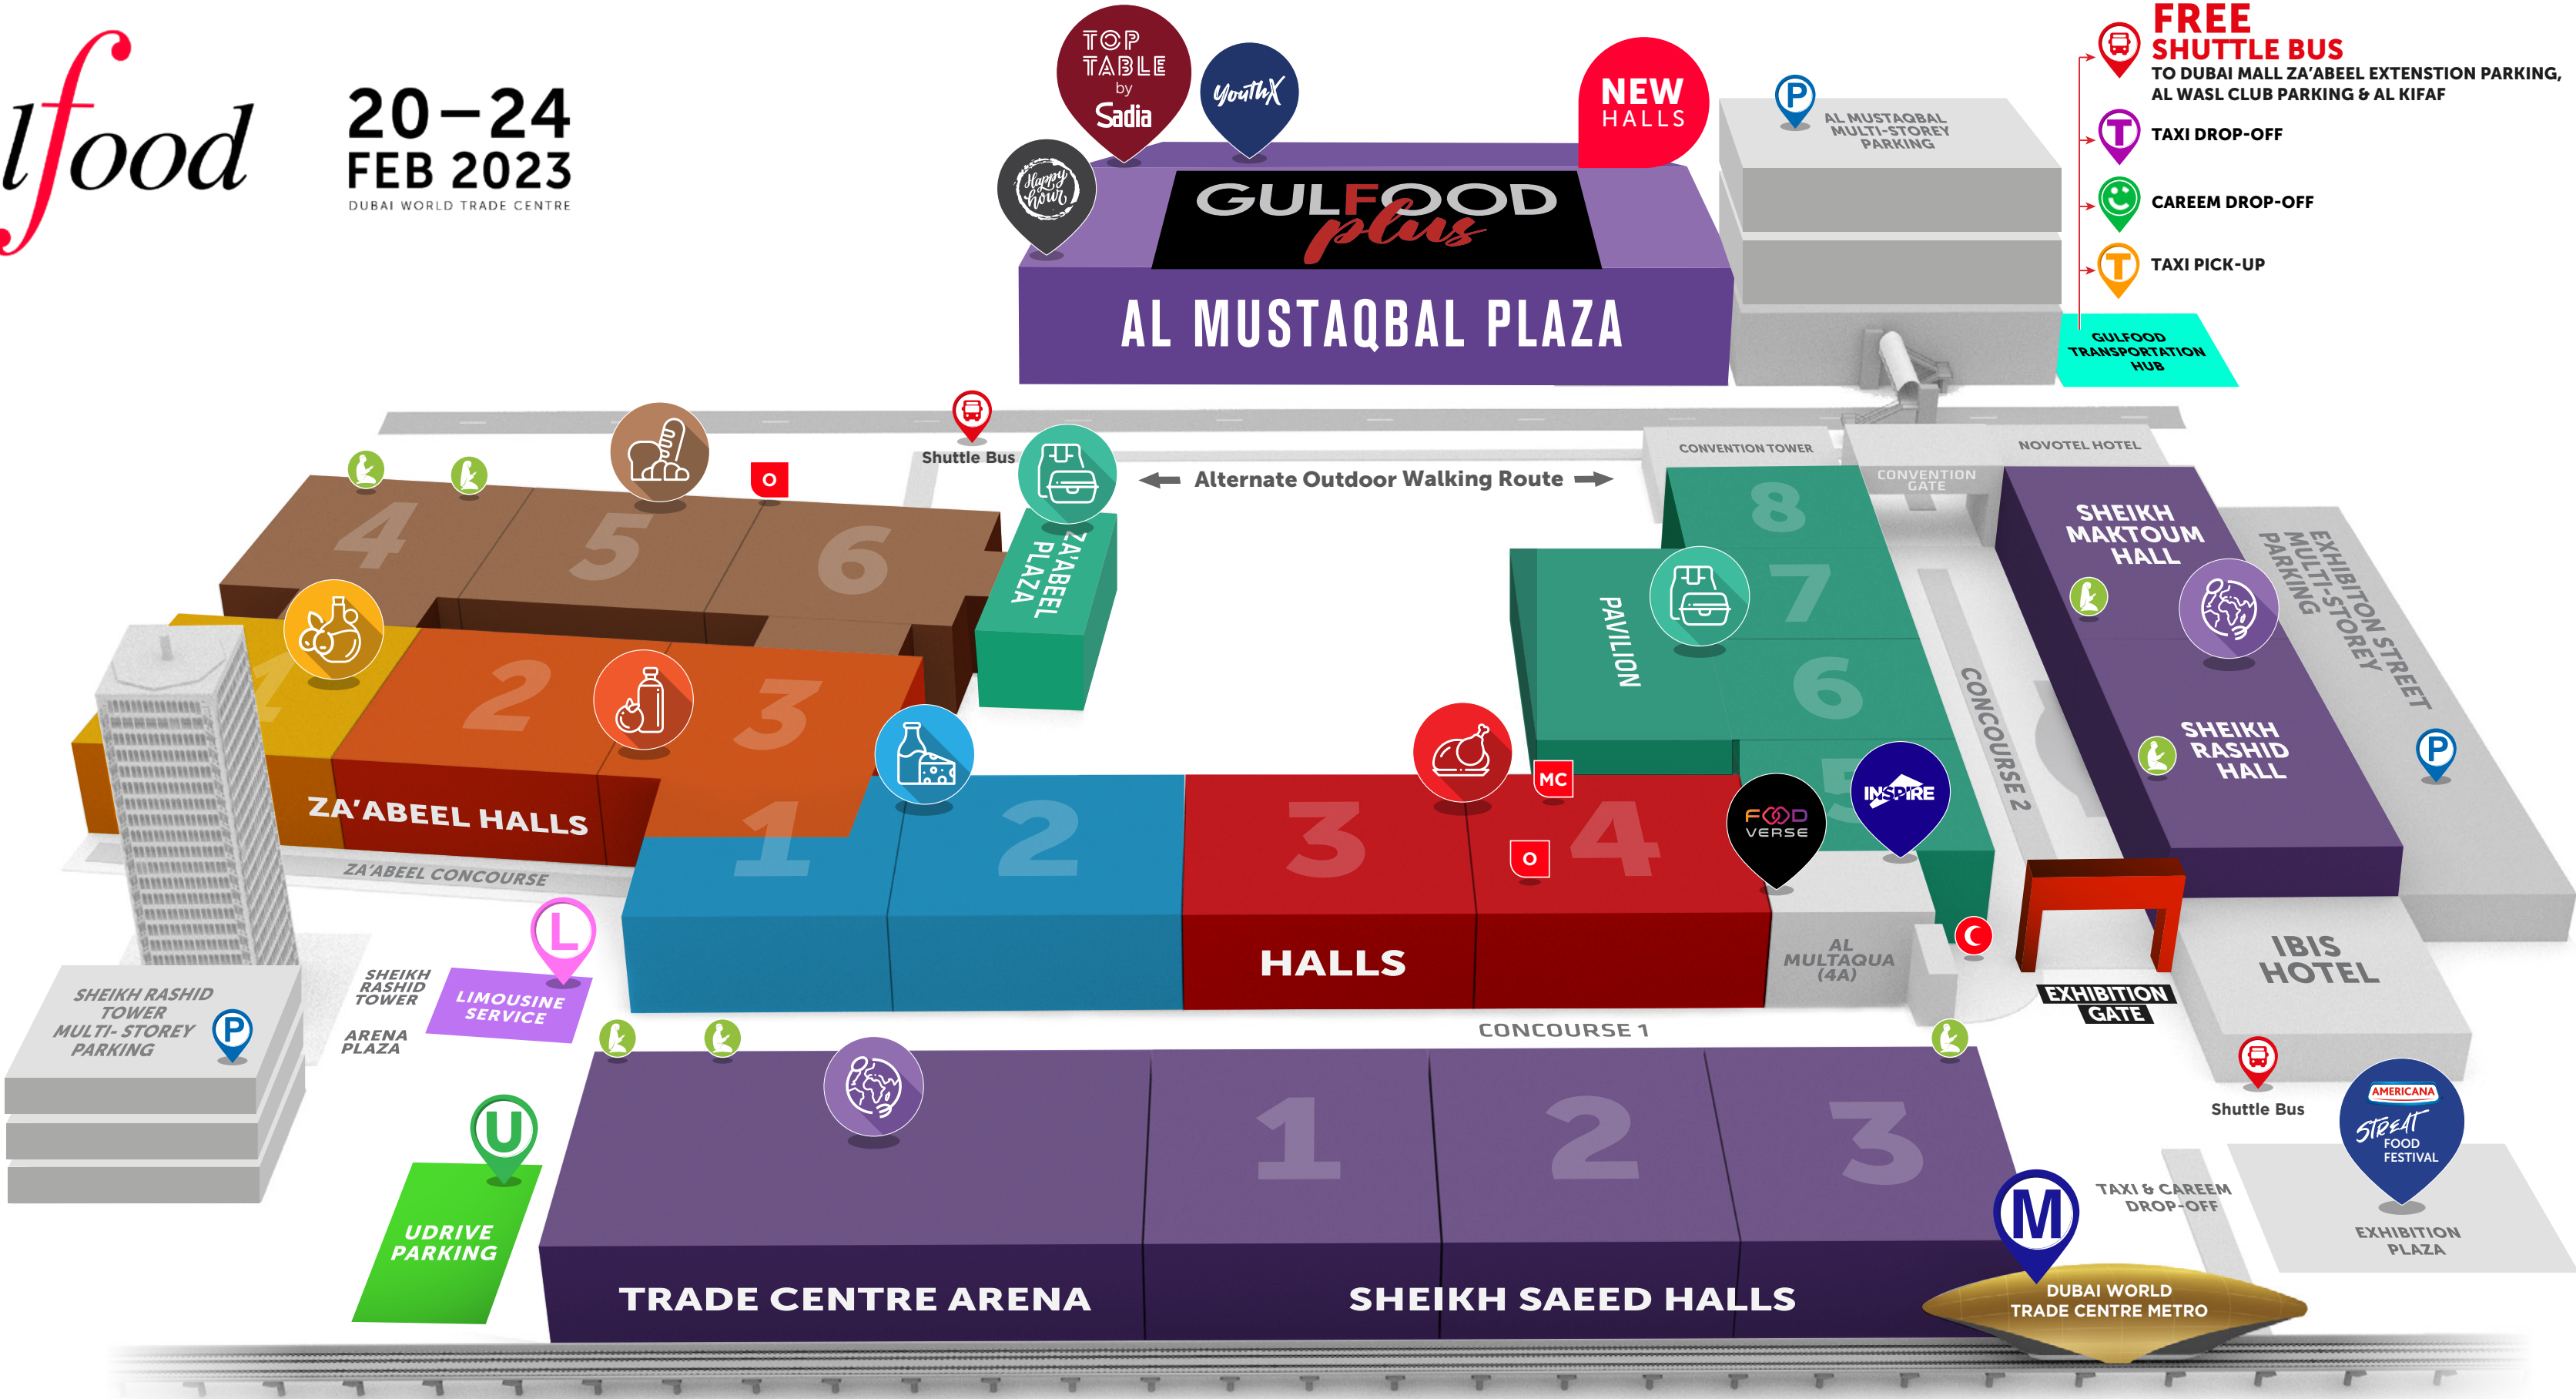 lfood
20–24
FEB 2023
DUBAI WORLD TRADE CENTRE
TOP
TABLE
by
Sadia
YouthX
Happy
hour
NEW
HALLS
GULFOOD
plus
AL MUSTAQBAL PLAZA
P
AL MUSTAQBAL
MULTI-STOREY
PARKING
FREE
SHUTTLE BUS
TO DUBAI MALL ZA'ABEEL EXTENSTION PARKING,
AL WASL CLUB PARKING & AL KIFAF
T
TAXI DROP-OFF
CAREEM DROP-OFF
T
TAXI PICK-UP
GULFOOD
TRANSPORTATION
HUB
Shuttle Bus
Alternate Outdoor Walking Route
CONVENTION TOWER
NOVOTEL HOTEL
CONVENTION
GATE
4
5
6
O
ZA'ABEEL
PLAZA
1
2
3
ZA'ABEEL HALLS
ZA'ABEEL CONCOURSE
8
7
6
5
PAVILION
CONCOURSE 2
SHEIKH
MAKTOUM
HALL
SHEIKH
RASHID
HALL
EXHIBITON STREET
MULTI-STOREY
PARKING
P
1
2
3
4
MC
O
HALLS
FOOD
VERSE
INSPIRE
AL
MULTAQUA
(4A)
EXHIBITION
GATE
IBIS
HOTEL
SHEIKH RASHID
TOWER
MULTI- STOREY
PARKING
P
SHEIKH
RASHID
TOWER
ARENA
PLAZA
L
LIMOUSINE
SERVICE
CONCOURSE 1
U
UDRIVE
PARKING
1
2
3
TRADE CENTRE ARENA
SHEIKH SAEED HALLS
Shuttle Bus
AMERICANA
STREAT
FOOD
FESTIVAL
TAXI & CAREEM
DROP-OFF
EXHIBITION
PLAZA
M
DUBAI WORLD
TRADE CENTRE METRO